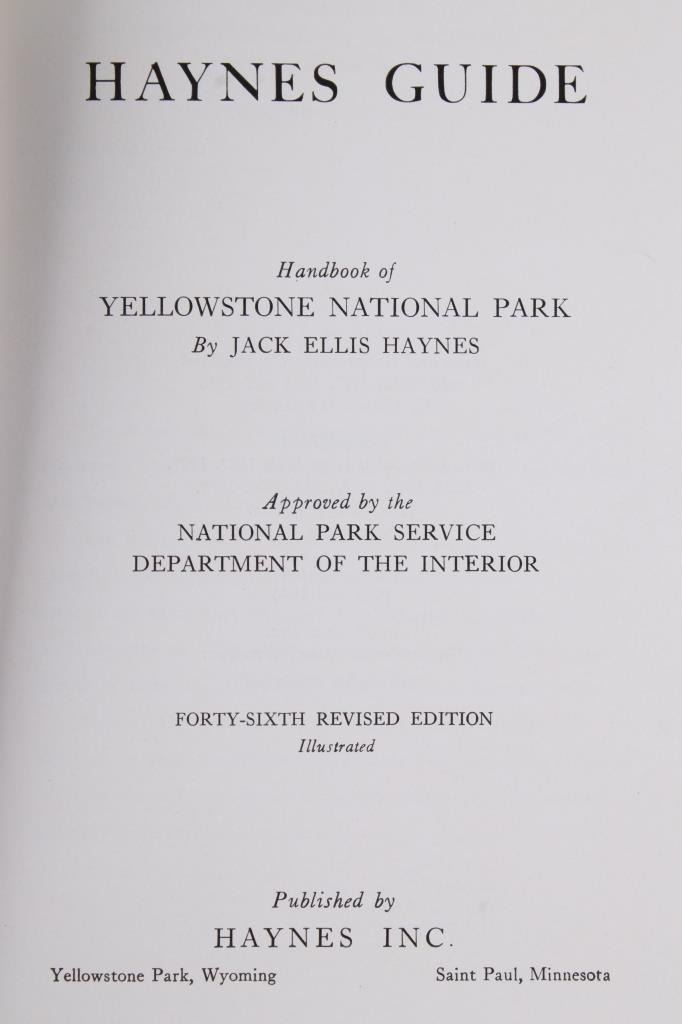 HAYNES GUIDE
Handbook of
YELLOWSTONE NATIONAL PARK
By JACK ELLIS HAYNES
Approved by the
NATIONAL PARK SERVICE
DEPARTMENT OF THE INTERIOR
FORTY-SIXTH REVISED EDITION
Illustrated
Published by
HAYNES INC.
Yellowstone Park, Wyoming Saint Paul, Minnesota